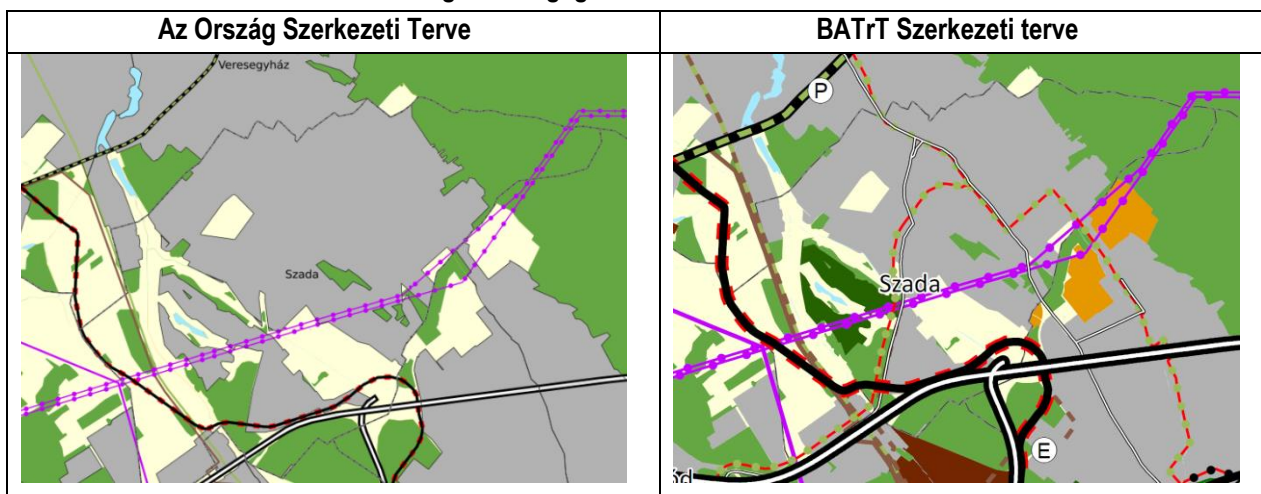 Az Ország Szerkezeti Terve
BATrT Szerkezeti terve
Veresegyház
Szada
P
Szada
E